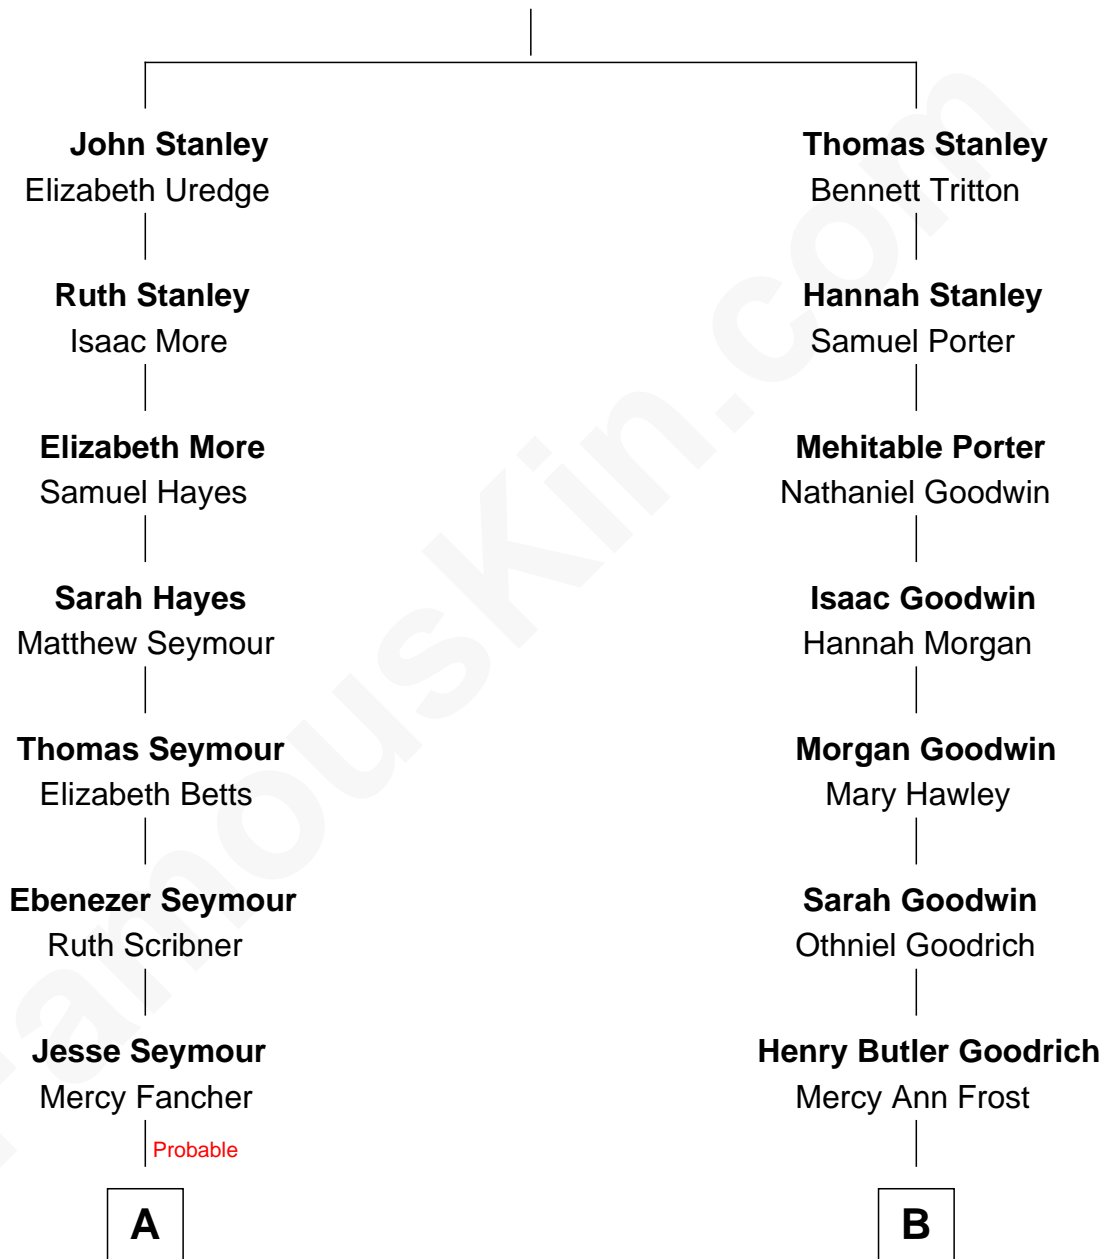 John Stanley
Elizabeth Uredge
Ruth Stanley
Isaac More
Elizabeth More
Samuel Hayes
Sarah Hayes
Matthew Seymour
Thomas Seymour
Elizabeth Betts
Ebenezer Seymour
Ruth Scribner
Jesse Seymour
Mercy Fancher
Probable
A
Thomas Stanley
Bennett Tritton
Hannah Stanley
Samuel Porter
Mehitable Porter
Nathaniel Goodwin
Isaac Goodwin
Hannah Morgan
Morgan Goodwin
Mary Hawley
Sarah Goodwin
Othniel Goodrich
Henry Butler Goodrich
Mercy Ann Frost
B
FamousKin.com